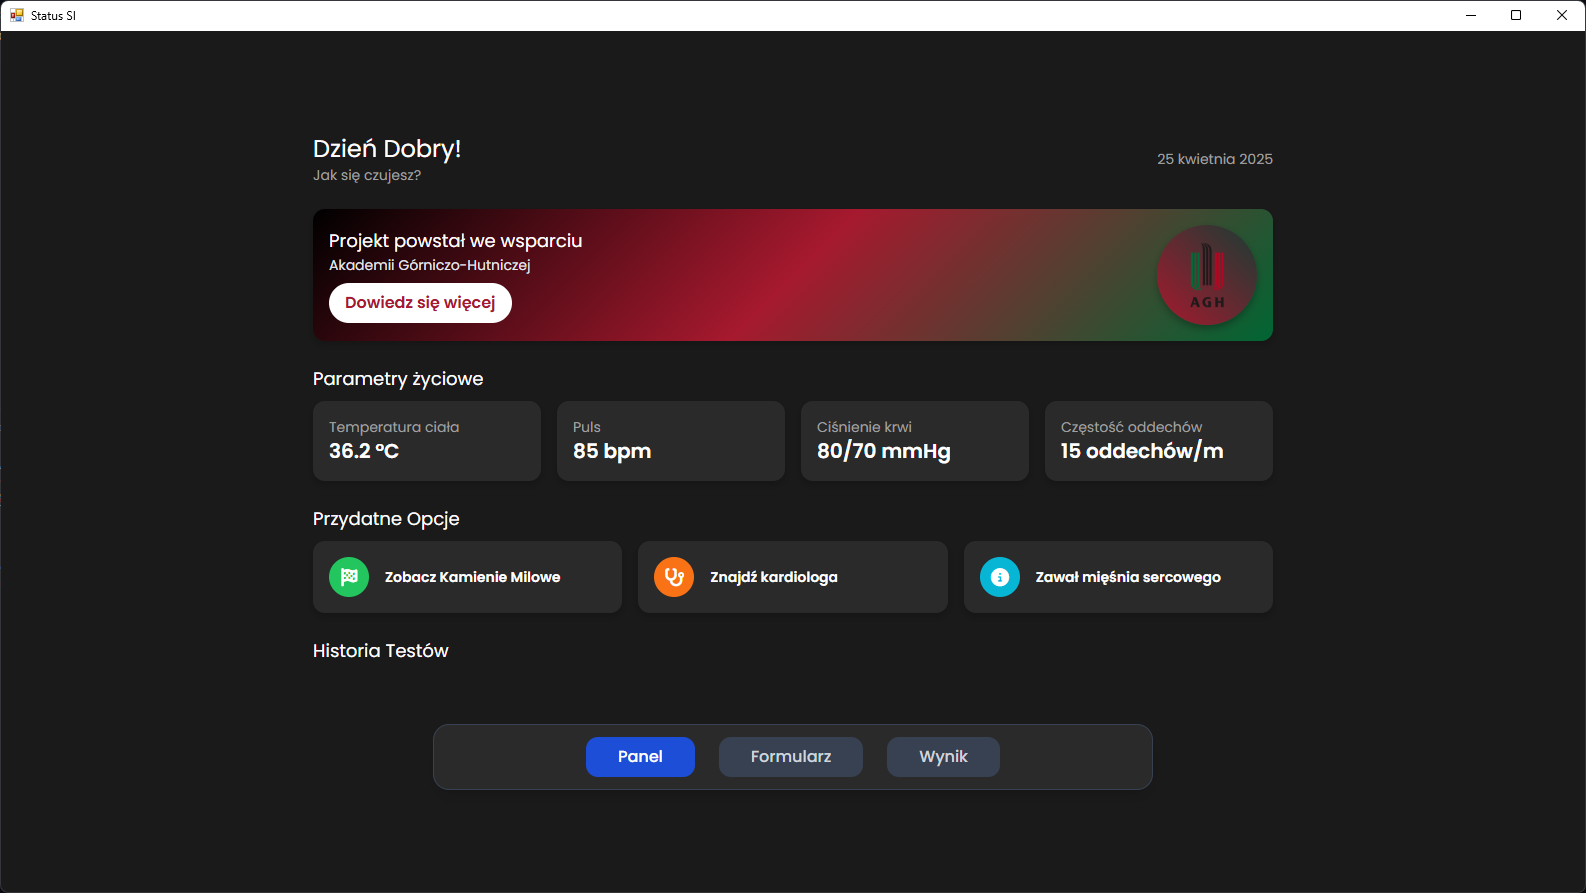 Status SI
Dzień Dobry!
Jak się czujesz?
25 kwietnia 2025
Projekt powstał we wsparciu
Akademii Górniczo-Hutniczej
Dowiedz się więcej
AGH
Parametry życiowe
Temperatura ciała
36.2 °C
Puls
85 bpm
Ciśnienie krwi
80/70 mmHg
Częstość oddechów
15 oddechów/m
Przydatne Opcje
Zobacz Kamienie Milowe
Znajdź kardiologa
Zawał mięśnia sercowego
Historia Testów
Panel
Formularz
Wynik